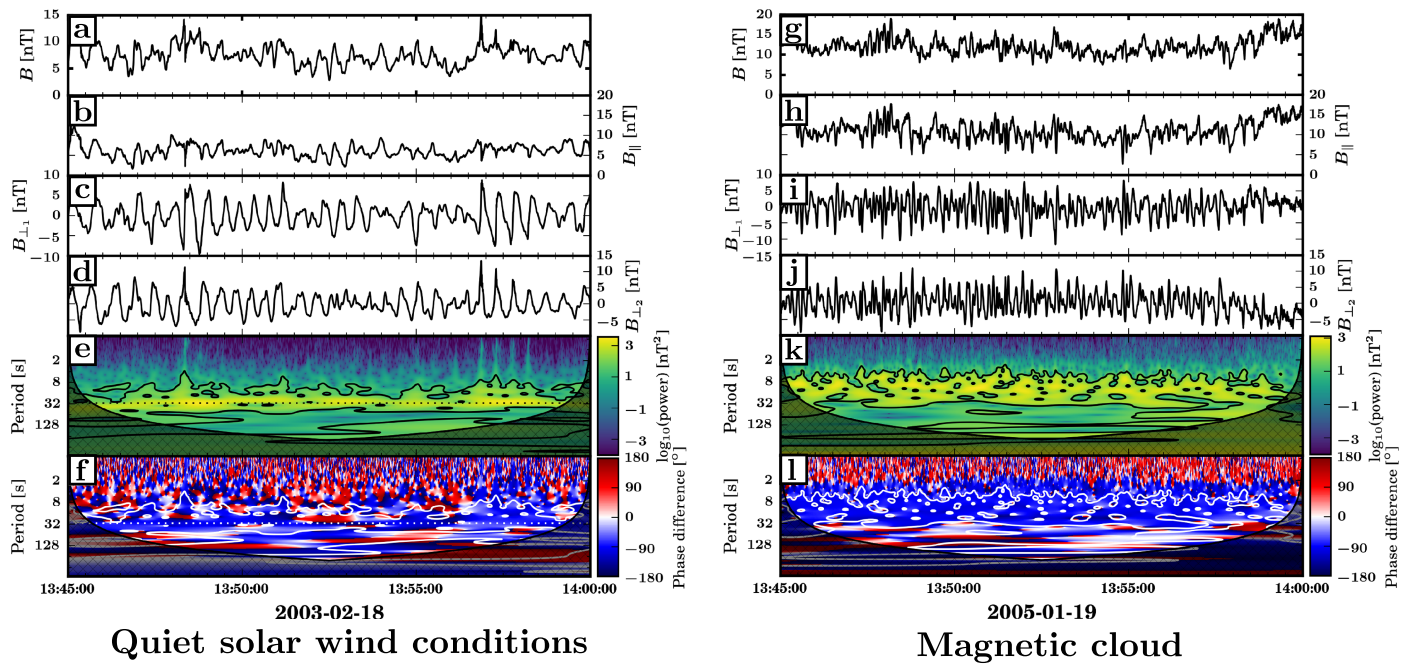 a
15
10
5
0
B [nT]
b
20
15
10
5
0
B∥ [nT]
c
10
5
0
−5
−10
B⊥1 [nT]
d
15
10
5
0
−5
B⊥2 [nT]
e
2
8
32
128
Period [s]
3
1
−1
−3
log10(power) [nT²]
f
2
8
32
128
Period [s]
180
90
0
−90
−180
Phase difference [°]
13:45:00 13:50:00 13:55:00 14:00:00
2003-02-18
Quiet solar wind conditions
g
20
15
10
5
0
B [nT]
h
20
15
10
5
0
B∥ [nT]
i
10
5
0
−5
−10
−15
B⊥1 [nT]
j
15
10
5
0
−5
B⊥2 [nT]
k
2
8
32
128
Period [s]
3
1
−1
−3
log10(power) [nT²]
l
2
8
32
128
Period [s]
180
90
0
−90
−180
Phase difference [°]
13:45:00 13:50:00 13:55:00 14:00:00
2005-01-19
Magnetic cloud